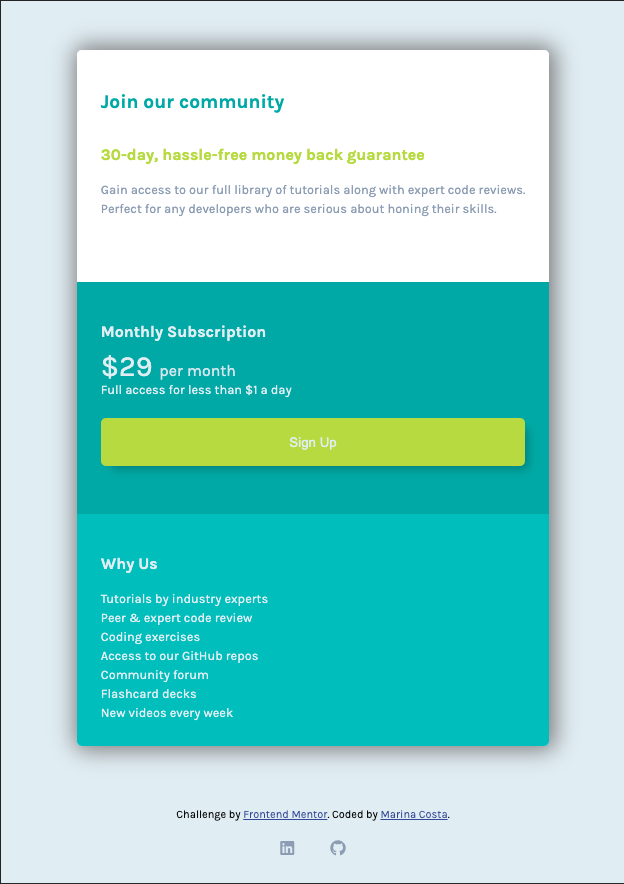 Join our community
30-day, hassle-free money back guarantee
Gain access to our full library of tutorials along with expert code reviews.
Perfect for any developers who are serious about honing their skills.
Monthly Subscription
$29 per month
Full access for less than $1 a day
Sign Up
Why Us
Tutorials by industry experts
Peer & expert code review
Coding exercises
Access to our GitHub repos
Community forum
Flashcard decks
New videos every week
Challenge by Frontend Mentor. Coded by Marina Costa.